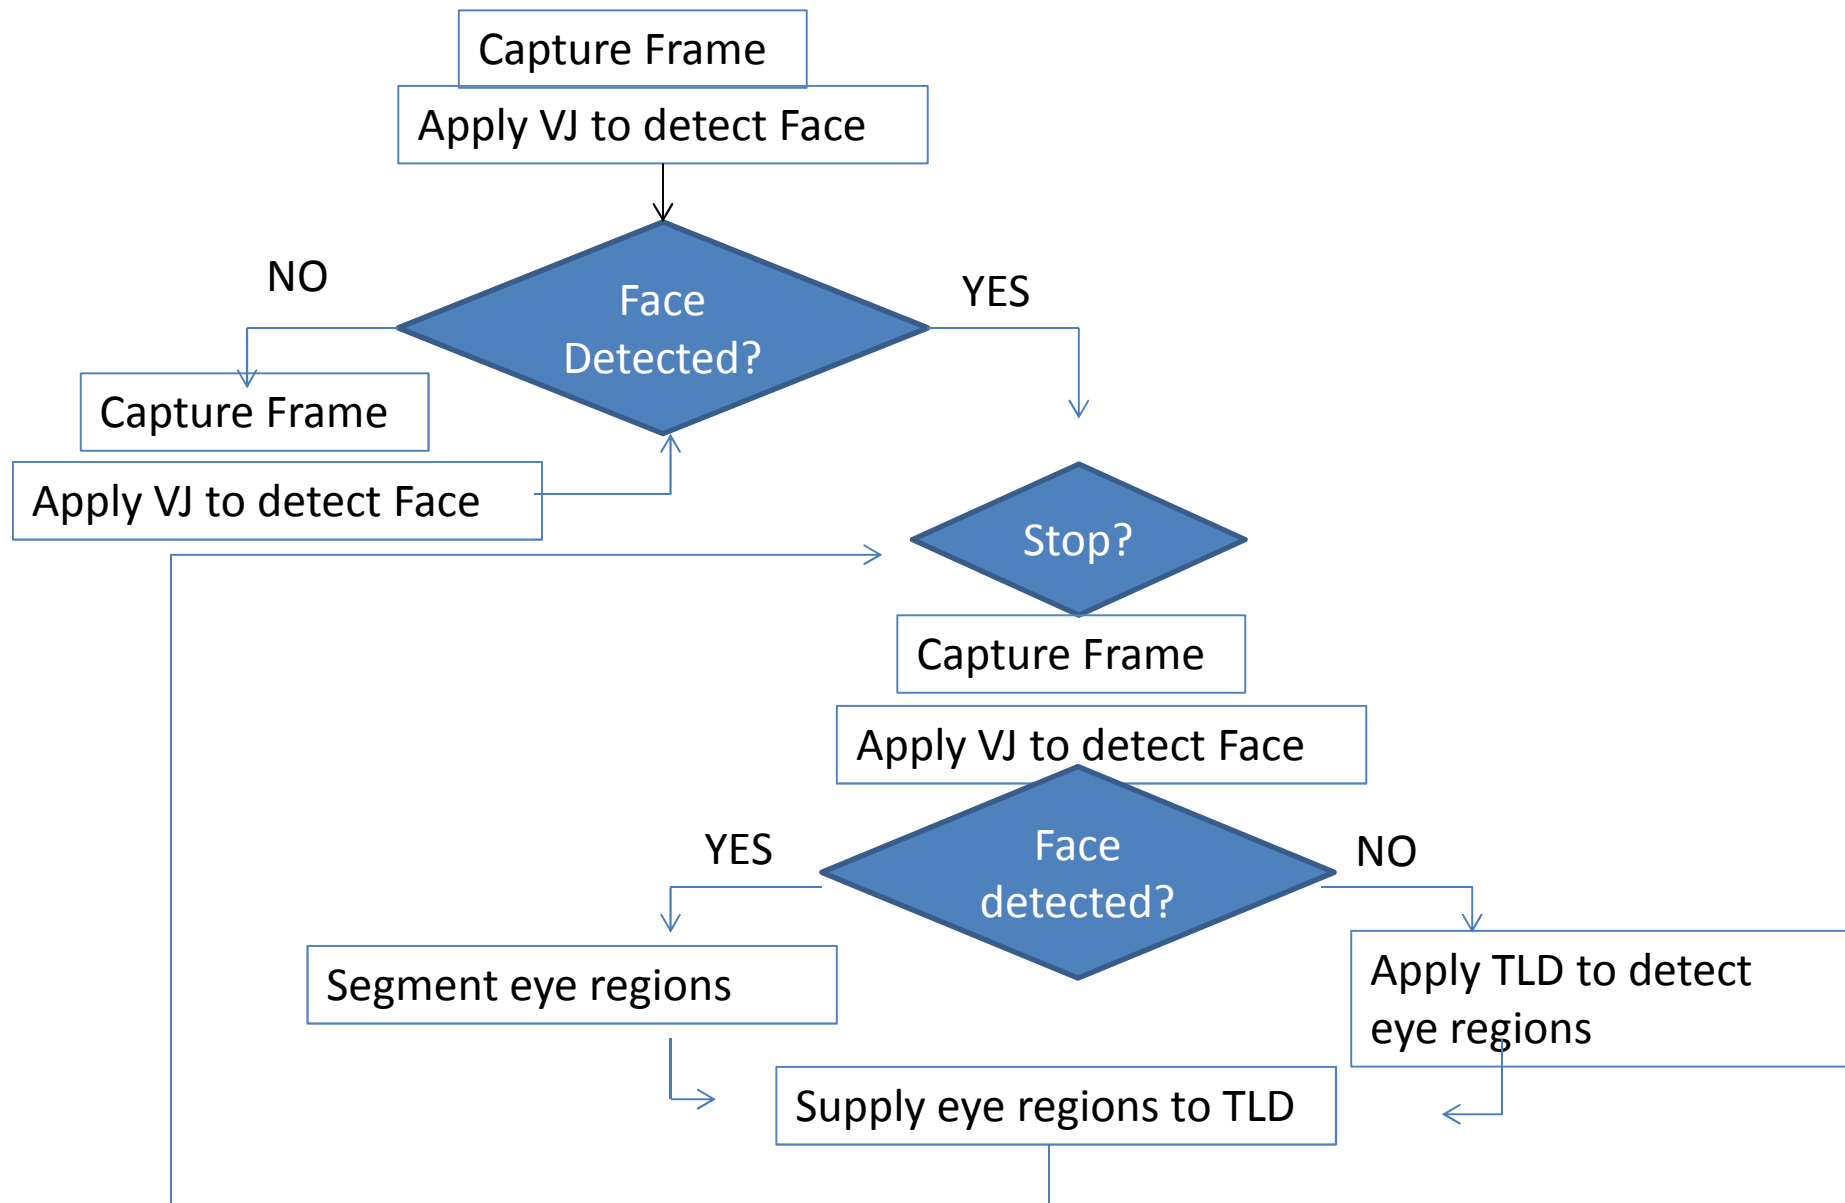 Capture Frame
Apply VJ to detect Face
NO
YES
Face
Detected?
Capture Frame
Apply VJ to detect Face
Stop?
Capture Frame
Apply VJ to detect Face
YES
Face
detected?
NO
Segment eye regions
Apply TLD to detect
eye regions
Supply eye regions to TLD